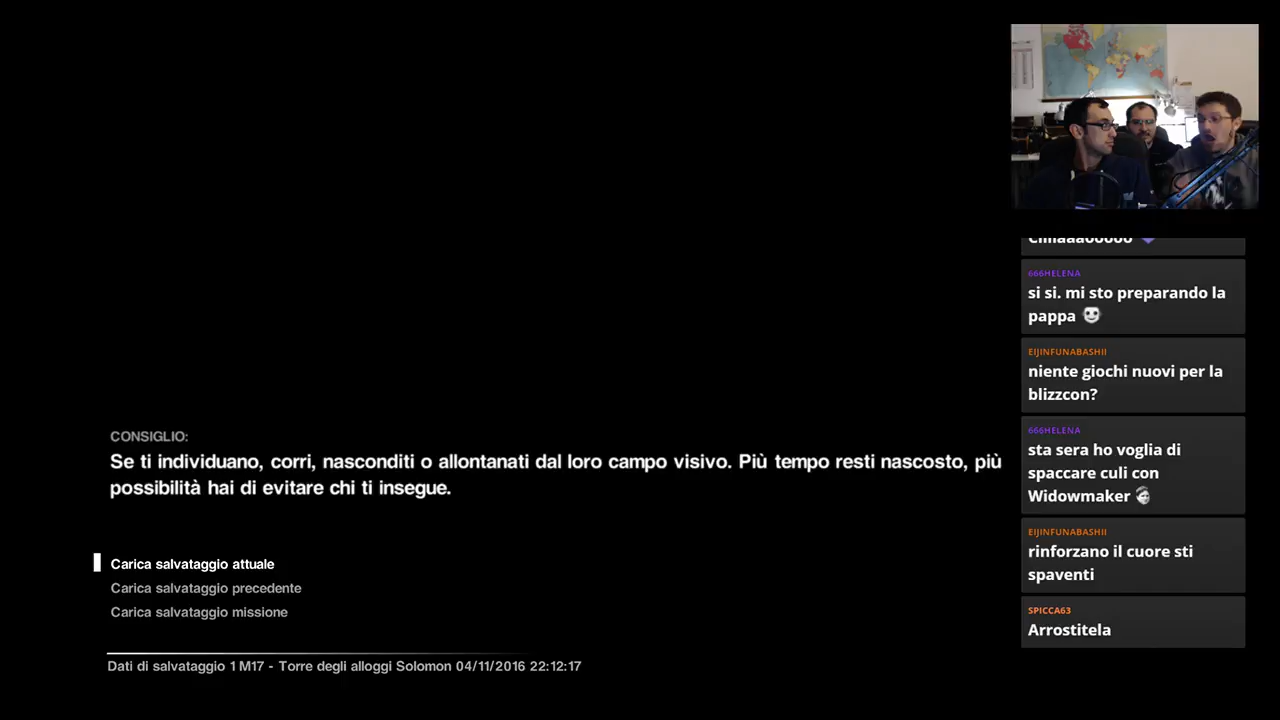 CONSIGLIO:
Se ti individuano, corri, nasconditi o allontanati dal loro campo visivo. Più tempo resti nascosto, più
possibilità hai di evitare chi ti insegue.
Carica salvataggio attuale
Carica salvataggio precedente
Carica salvataggio missione
Dati di salvataggio 1 M17 - Torre degli alloggi Solomon 04/11/2016 22:12:17
666HELENA
si si. mi sto preparando la
pappa
EIJINFUNABASHII
niente giochi nuovi per la
blizzcon?
666HELENA
sta sera ho voglia di
spaccare culi con
Widowmaker
EIJINFUNABASHII
rinforzano il cuore sti
spaventi
SPICCA63
Arrostitela